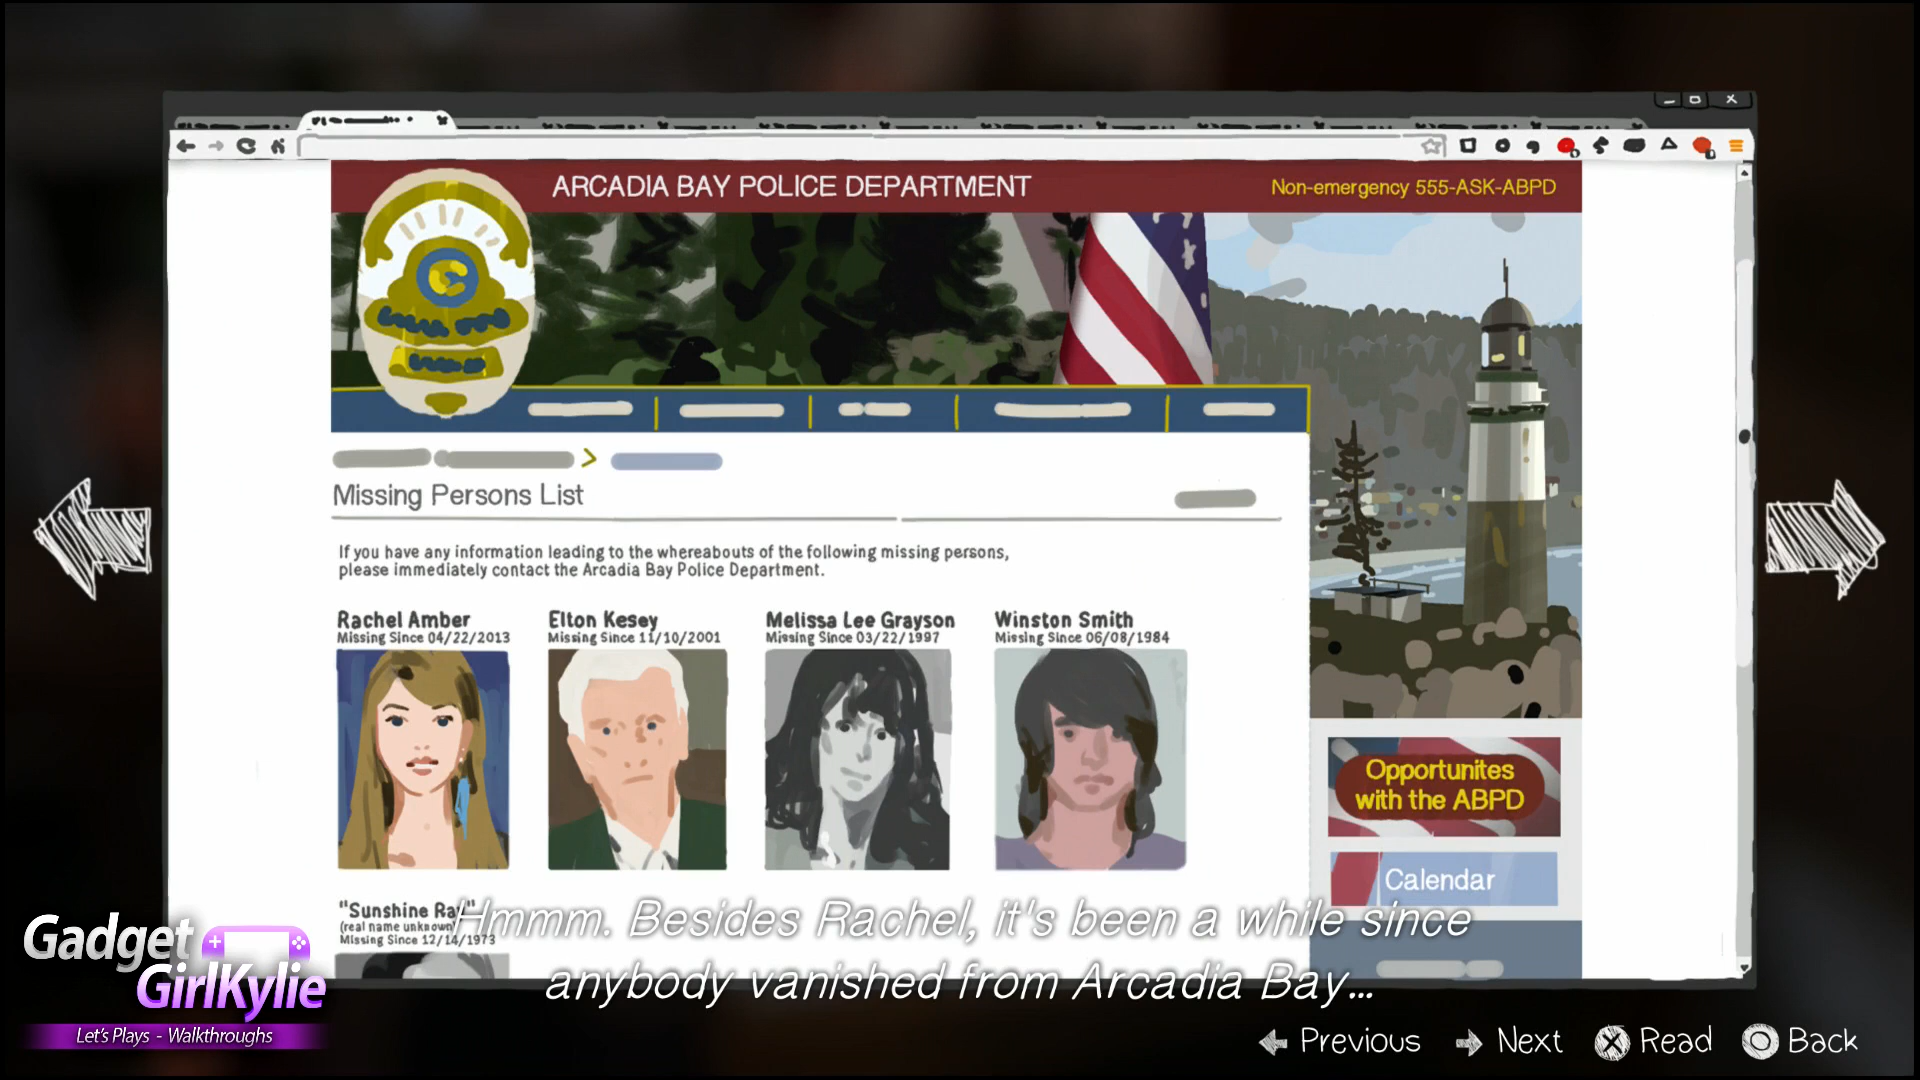 ARCADIA BAY POLICE DEPARTMENT
Non-emergency 555-ASK-ABPD
Missing Persons List
If you have any information leading to the whereabouts of the following missing persons,
please immediately contact the Arcadia Bay Police Department.
Rachel Amber
Missing Since 04/22/2013
Elton Kesey
Missing Since 11/10/2001
Melissa Lee Grayson
Missing Since 03/22/1997
Winston Smith
Missing Since 06/08/1984
Opportunites
with the ABPD
Calendar
"Sunshine Ray"
(real name unknown)
Missing Since 12/14/1973
Hmmm. Besides Rachel, it's been a while since
anybody vanished from Arcadia Bay...
Gadget
GirlKylie
Let's Plays - Walkthroughs
Previous
Next
Read
Back